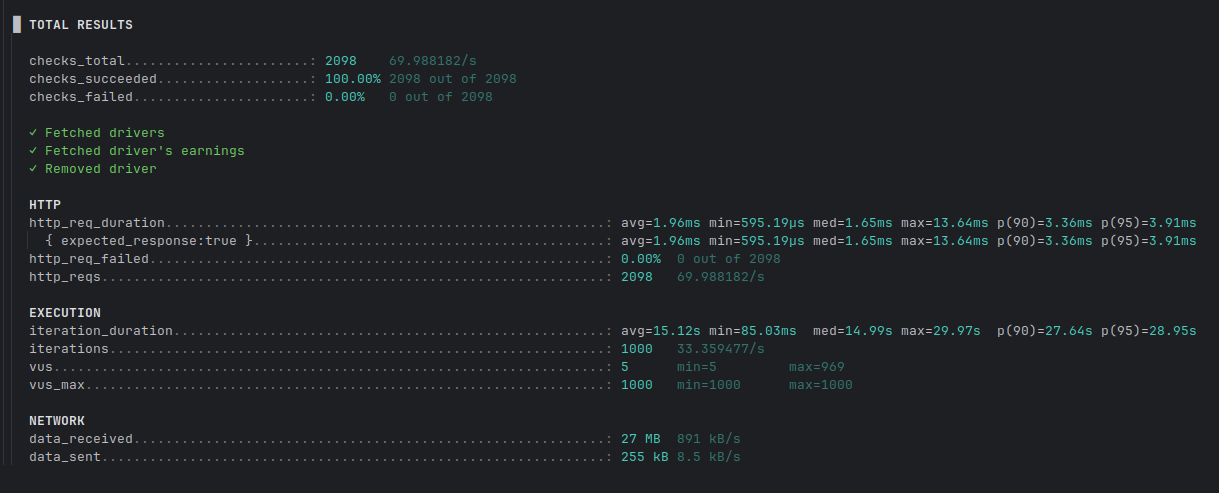 TOTAL RESULTS
checks_total.......................: 2098 69.988182/s
checks_succeeded...................: 100.00% 2098 out of 2098
checks_failed......................: 0.00% 0 out of 2098
✓ Fetched drivers
✓ Fetched driver's earnings
✓ Removed driver
HTTP
http_req_duration.......................................................: avg=1.96ms min=595.19µs med=1.65ms max=13.64ms p(90)=3.36ms p(95)=3.91ms
{ expected_response:true }............................................: avg=1.96ms min=595.19µs med=1.65ms max=13.64ms p(90)=3.36ms p(95)=3.91ms
http_req_failed.........................................................: 0.00% 0 out of 2098
http_reqs...............................................................: 2098 69.988182/s
EXECUTION
iteration_duration......................................................: avg=15.12s min=85.03ms med=14.99s max=29.97s p(90)=27.64s p(95)=28.95s
iterations..............................................................: 1000 33.359477/s
vus.....................................................................: 5 min=5 max=969
vus_max.................................................................: 1000 min=1000 max=1000
NETWORK
data_received...........................................................: 27 MB 891 kB/s
data_sent...............................................................: 255 kB 8.5 kB/s